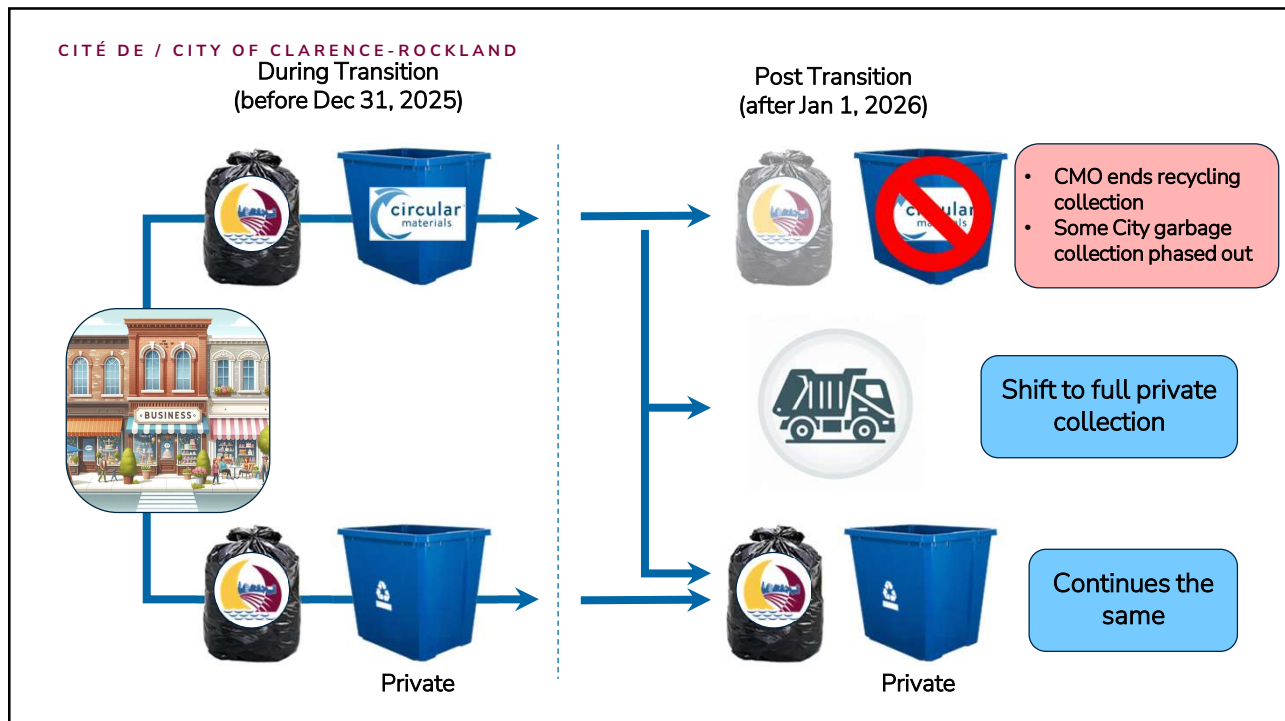 CITÉ DE / CITY OF CLARENCE-ROCKLAND
During Transition
(before Dec 31, 2025)
Post Transition
(after Jan 1, 2026)
circular
materials
circular
materials
• CMO ends recycling
collection
• Some City garbage
collection phased out
BUSINESS
Shift to full private
collection
Continues the
same
Private
Private